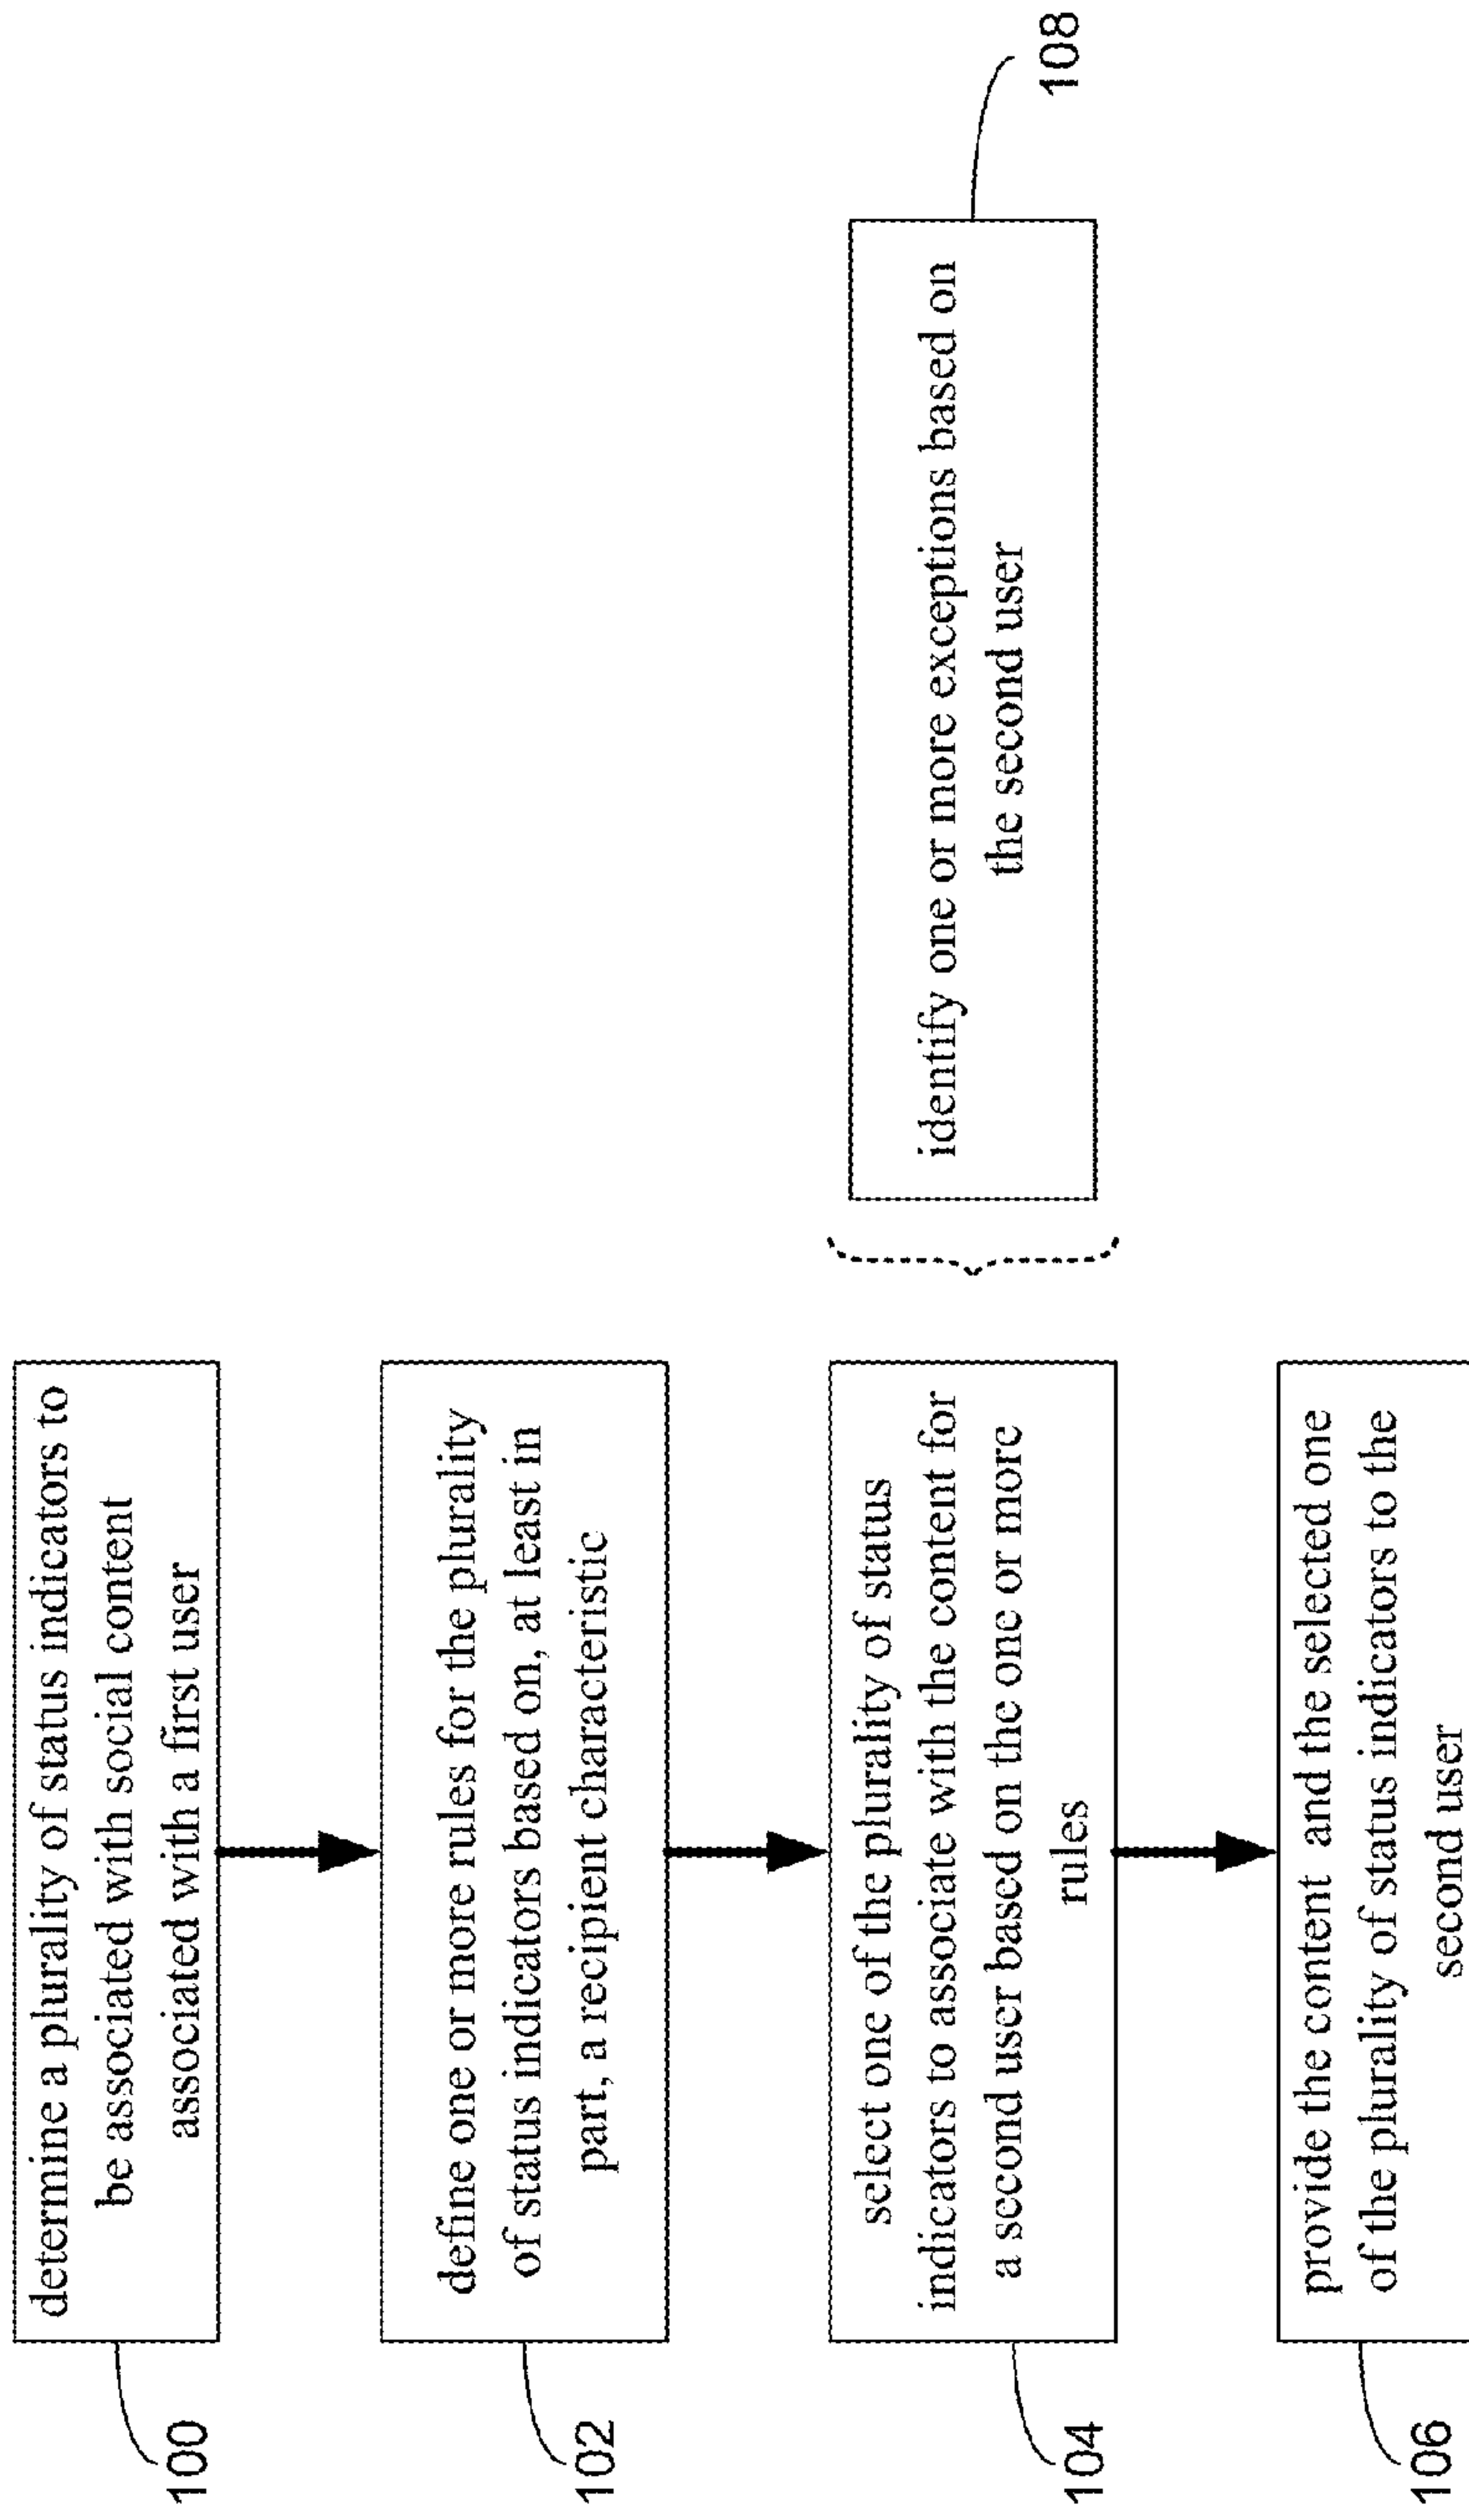 100
determine a plurality of status indicators to
be associated with social content
associated with a first user
102
define one or more rules for the plurality
of status indicators based on, at least in
part, a recipient characteristic
104
select one of the plurality of status
indicators to associate with the content for
a second user based on the one or more
rules
108
identify one or more exceptions based on
the second user
106
provide the content and the selected one
of the plurality of status indicators to the
second user